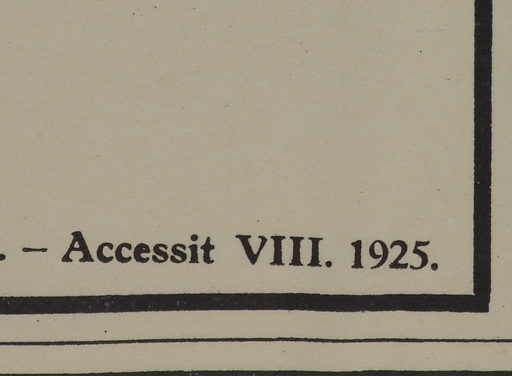 . – Accessit VIII. 1925.